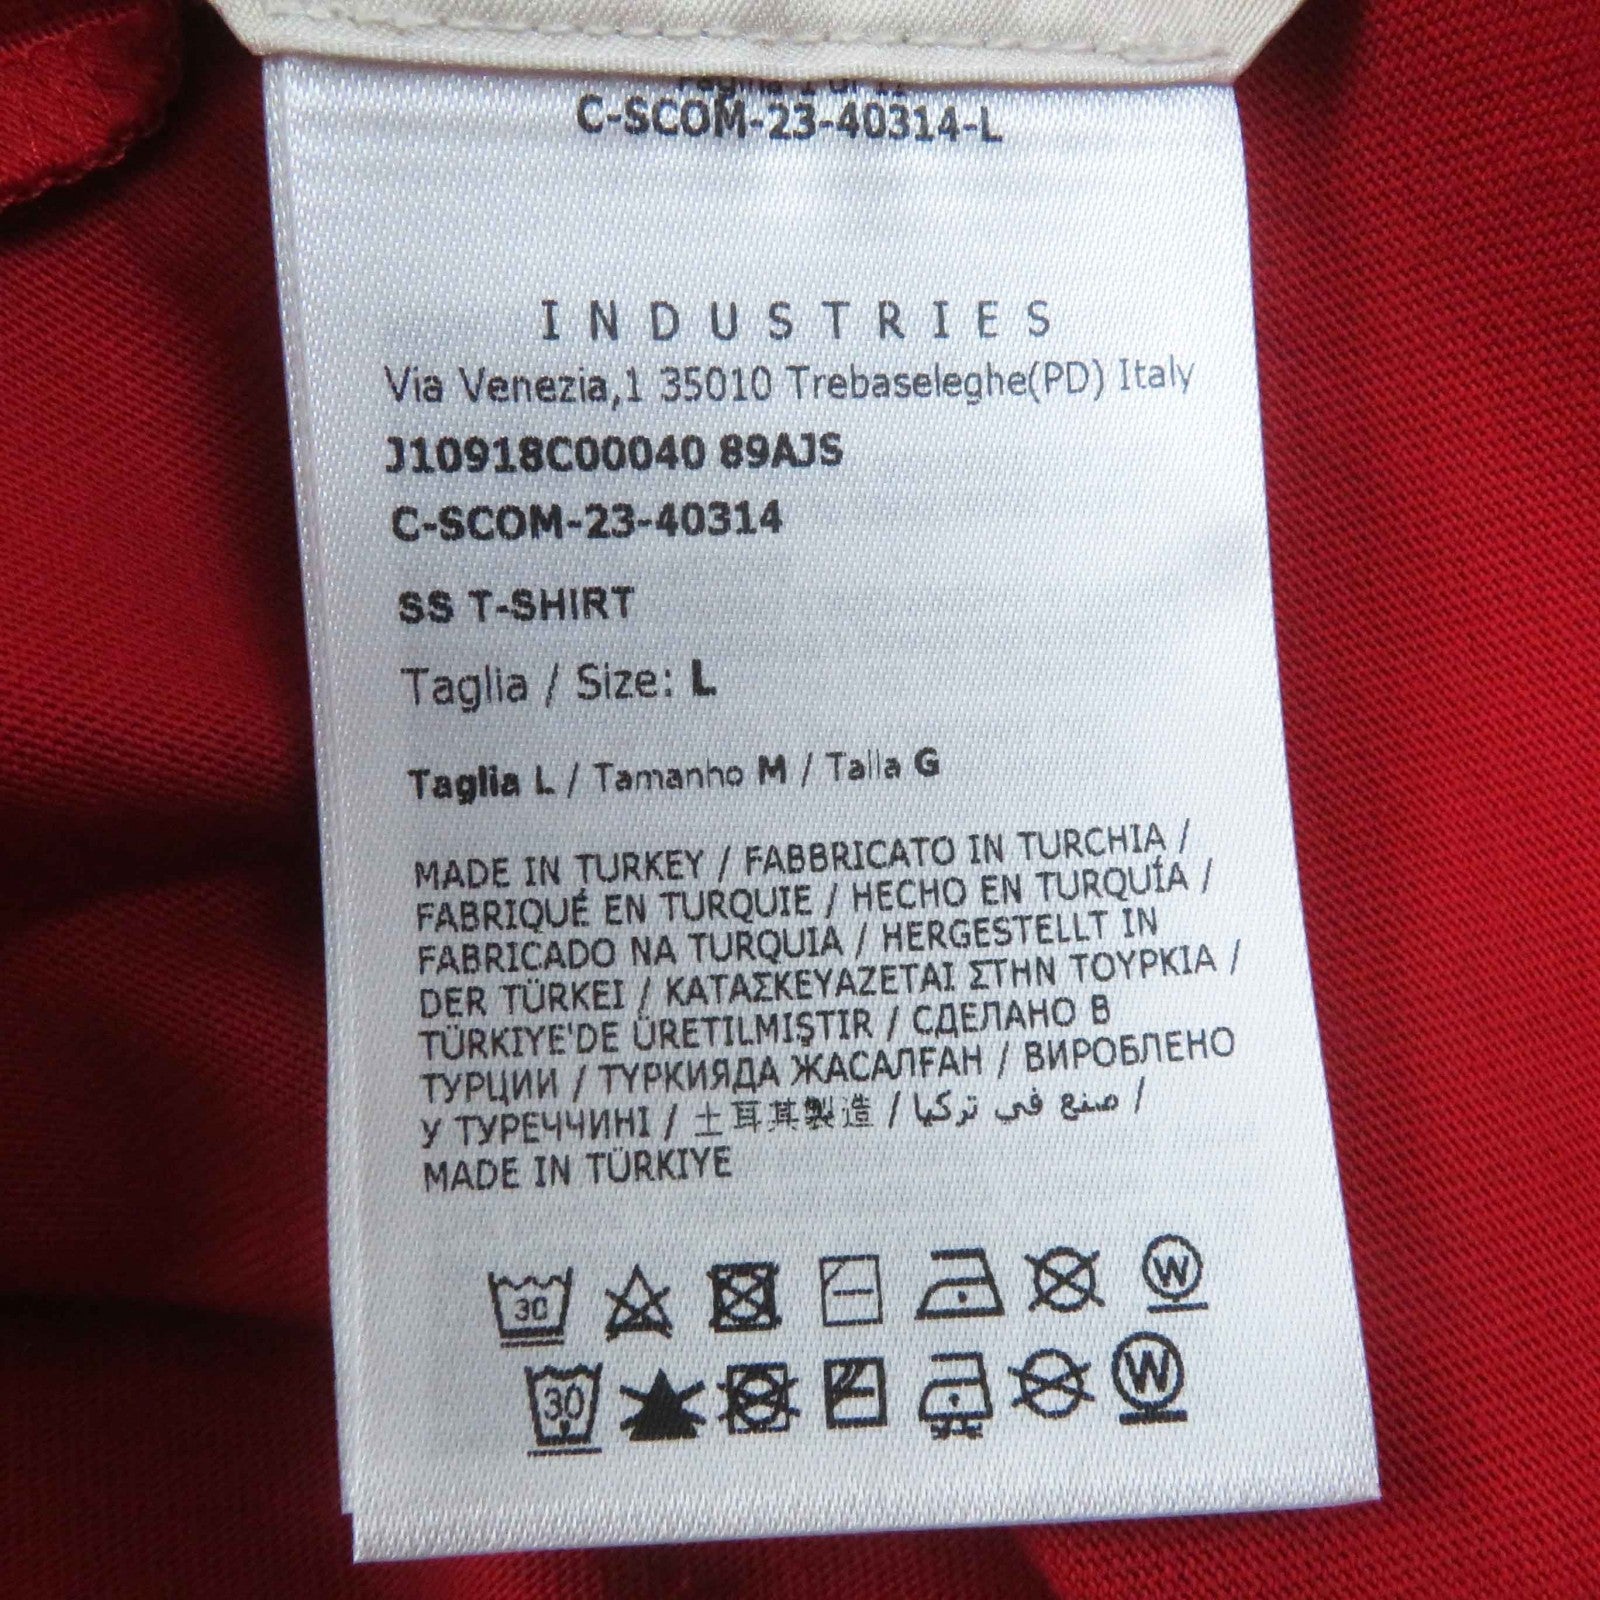 C-SCOM-23-40314-L
INDUSTRIES
Via Venezia,1 35010 Trebaseleghe(PD) Italy
J10918C00040 89AJS
C-SCOM-23-40314
SS T-SHIRT
Taglia / Size: L
Taglia L / Tamanho M / Talla G
MADE IN TURKEY / FABBRICATO IN TURCHIA /
FABRIQUÉ EN TURQUIE / HECHO EN TURQUÍA /
FABRICADO NA TURQUIA / HERGESTELLT IN
DER TÜRKEI / ΚΑΤΑΣΚΕΥΑΖΕΤΑΙ ΣΤΗΝ ΤΟΥΡΚΙΑ /
TÜRKIYE'DE ÜRETILMIŞTIR / СДЕЛАНО В
ТУРЦИИ / ТҮРКИЯДА ЖАСАЛҒАН / ВИРОБЛЕНО
У ТУРЕЧЧИНІ / 土耳其製造 / صنع في تركيا /
MADE IN TÜRKIYE
30 W
30 W